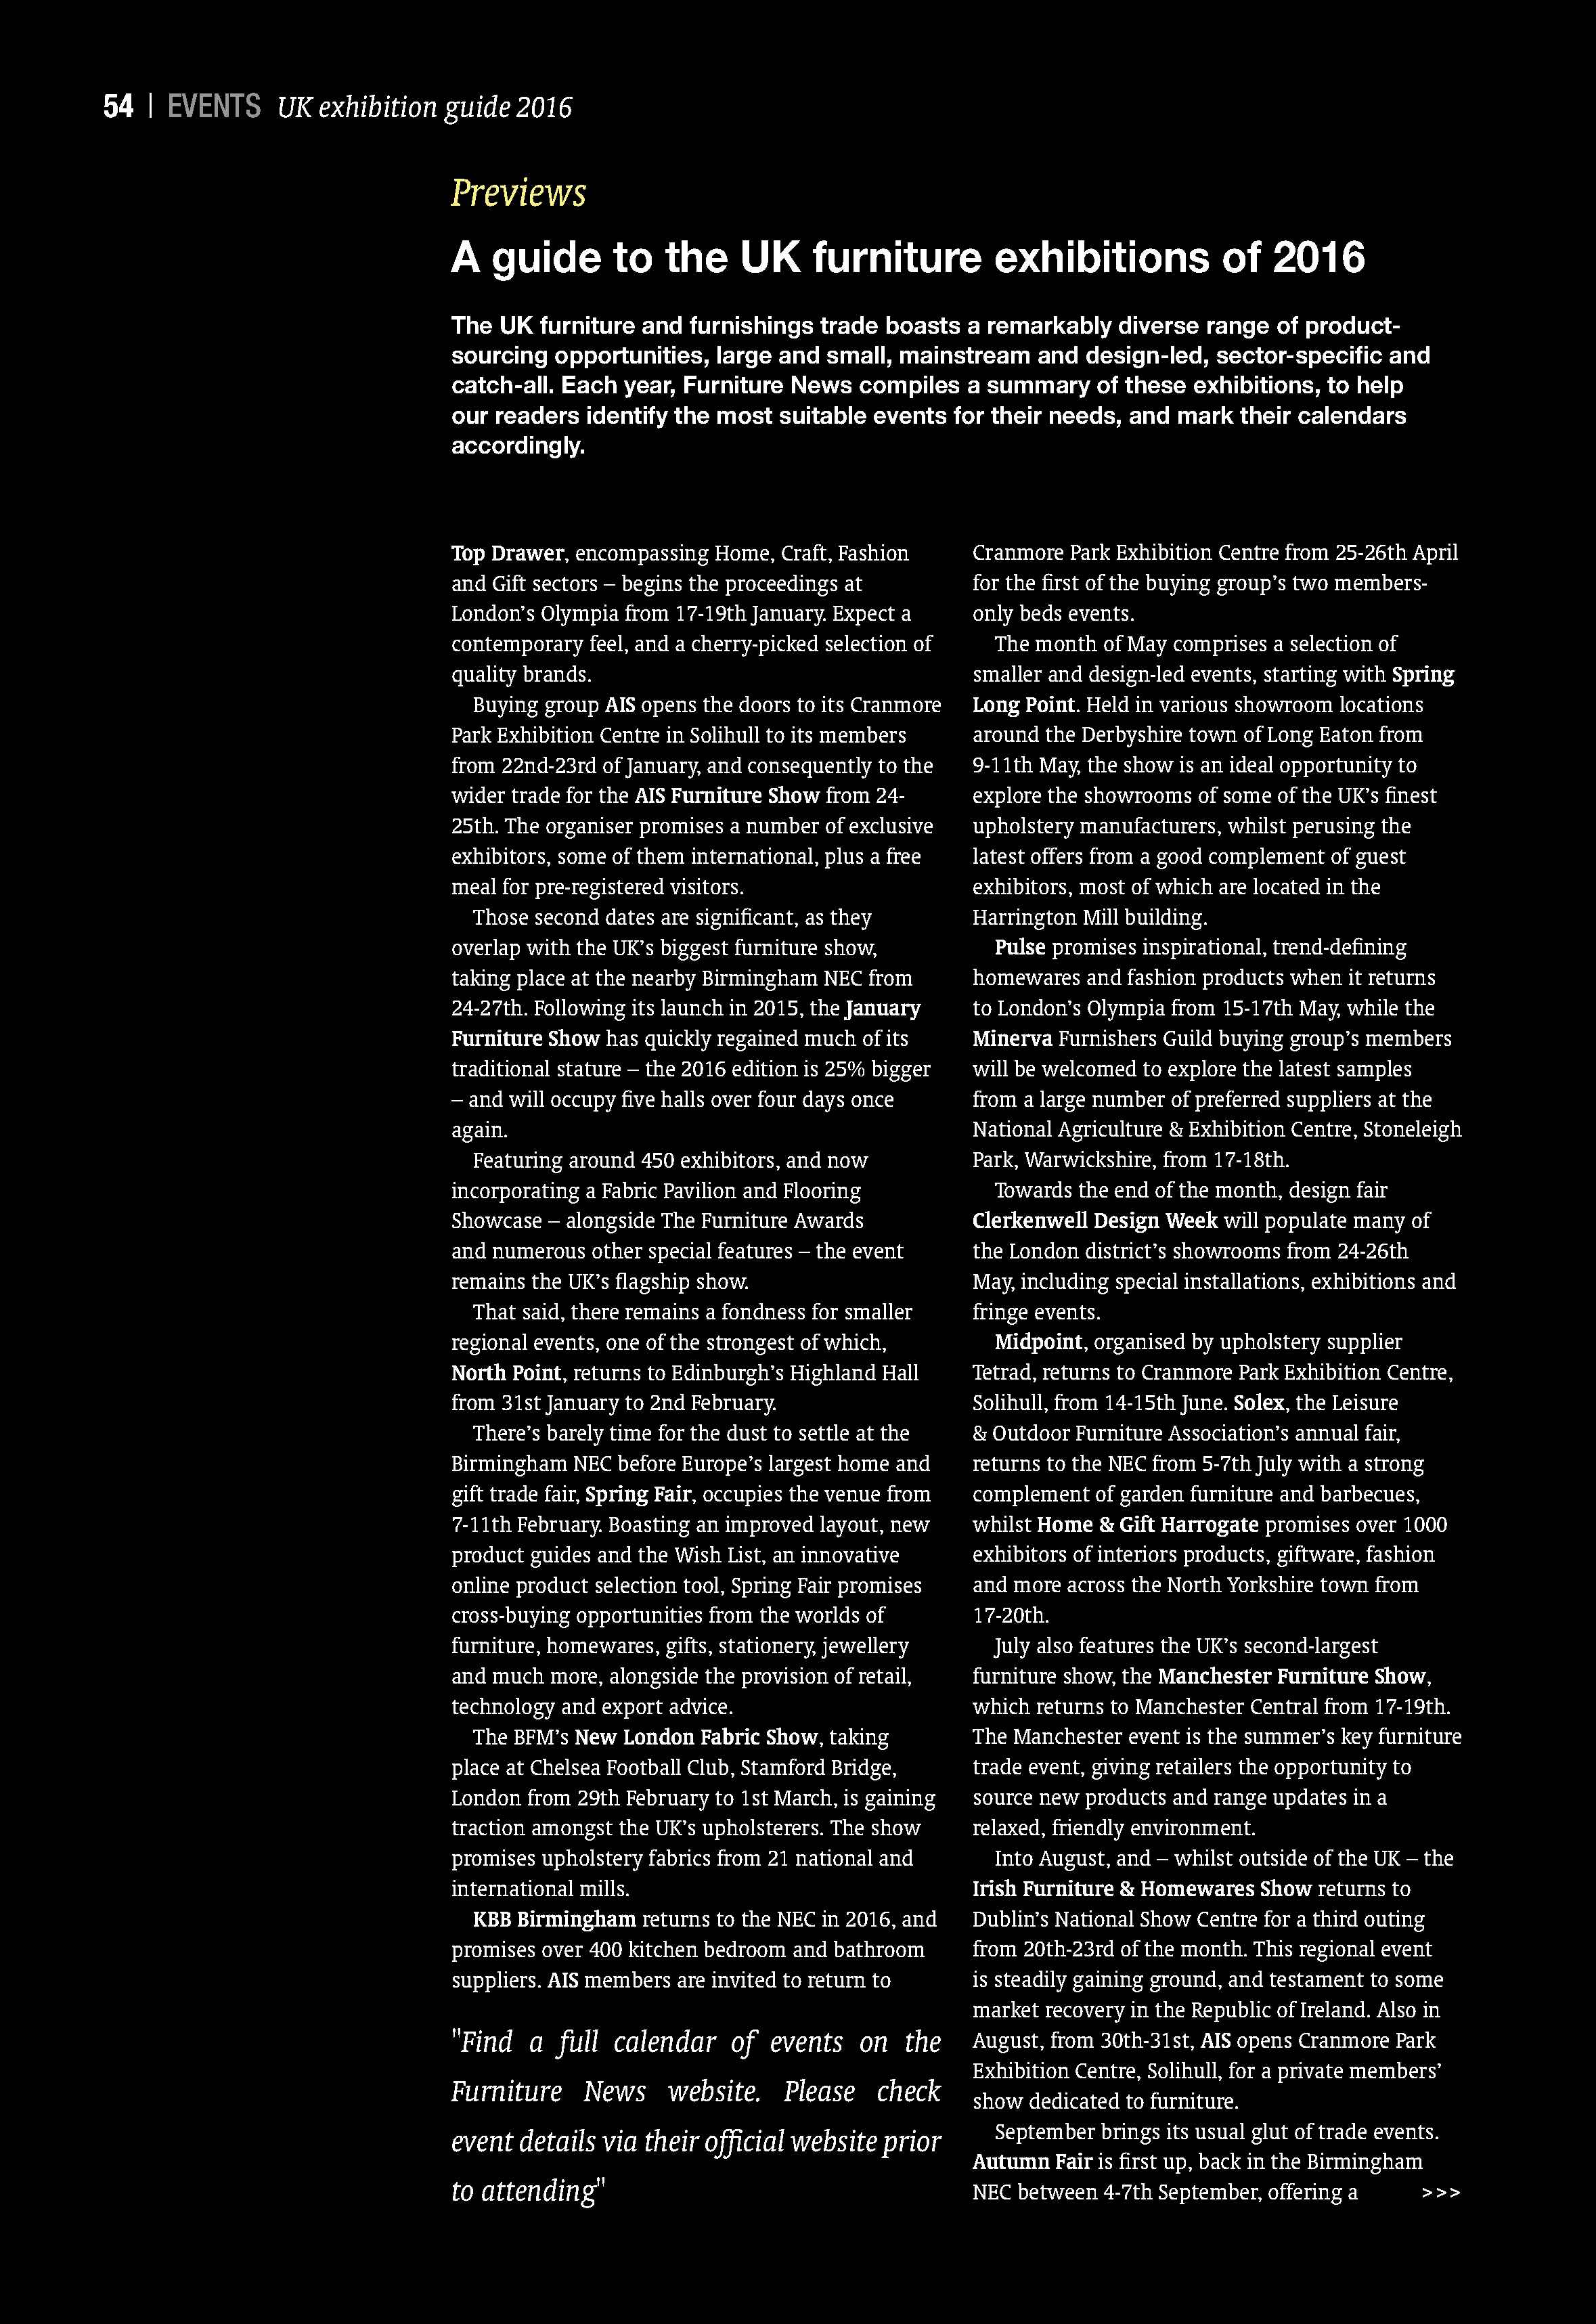 54 | EVENTS UK exhibition guide 2016
Previews
A guide to the UK furniture exhibitions of 2016
The UK furniture and furnishings trade boasts a remarkably diverse range of product-
sourcing opportunities, large and small, mainstream and design-led, sector-specific and
catch-all. Each year, Furniture News compiles a summary of these exhibitions, to help
our readers identify the most suitable events for their needs, and mark their calendars
accordingly.
Top Drawer, encompassing Home, Craft, Fashion
and Gift sectors – begins the proceedings at
London’s Olympia from 17-19th January. Expect a
contemporary feel, and a cherry-picked selection of
quality brands.
Buying group AIS opens the doors to its Cranmore
Park Exhibition Centre in Solihull to its members
from 22nd-23rd of January, and consequently to the
wider trade for the AIS Furniture Show from 24-
25th. The organiser promises a number of exclusive
exhibitors, some of them international, plus a free
meal for pre-registered visitors.
Those second dates are significant, as they
overlap with the UK’s biggest furniture show,
taking place at the nearby Birmingham NEC from
24-27th. Following its launch in 2015, the January
Furniture Show has quickly regained much of its
traditional stature – the 2016 edition is 25% bigger
– and will occupy five halls over four days once
again.
Featuring around 450 exhibitors, and now
incorporating a Fabric Pavilion and Flooring
Showcase – alongside The Furniture Awards
and numerous other special features – the event
remains the UK’s flagship show.
That said, there remains a fondness for smaller
regional events, one of the strongest of which,
North Point, returns to Edinburgh’s Highland Hall
from 31st January to 2nd February.
There’s barely time for the dust to settle at the
Birmingham NEC before Europe’s largest home and
gift trade fair, Spring Fair, occupies the venue from
7-11th February. Boasting an improved layout, new
product guides and the Wish List, an innovative
online product selection tool, Spring Fair promises
cross-buying opportunities from the worlds of
furniture, homewares, gifts, stationery, jewellery
and much more, alongside the provision of retail,
technology and export advice.
The BFM’s New London Fabric Show, taking
place at Chelsea Football Club, Stamford Bridge,
London from 29th February to 1st March, is gaining
traction amongst the UK’s upholsterers. The show
promises upholstery fabrics from 21 national and
international mills.
KBB Birmingham returns to the NEC in 2016, and
promises over 400 kitchen bedroom and bathroom
suppliers. AIS members are invited to return to
"Find a full calendar of events on the
Furniture News website. Please check
event details via their official website prior
to attending"
Cranmore Park Exhibition Centre from 25-26th April
for the first of the buying group’s two members-
only beds events.
The month of May comprises a selection of
smaller and design-led events, starting with Spring
Long Point. Held in various showroom locations
around the Derbyshire town of Long Eaton from
9-11th May, the show is an ideal opportunity to
explore the showrooms of some of the UK’s finest
upholstery manufacturers, whilst perusing the
latest offers from a good complement of guest
exhibitors, most of which are located in the
Harrington Mill building.
Pulse promises inspirational, trend-defining
homewares and fashion products when it returns
to London’s Olympia from 15-17th May, while the
Minerva Furnishers Guild buying group’s members
will be welcomed to explore the latest samples
from a large number of preferred suppliers at the
National Agriculture & Exhibition Centre, Stoneleigh
Park, Warwickshire, from 17-18th.
Towards the end of the month, design fair
Clerkenwell Design Week will populate many of
the London district’s showrooms from 24-26th
May, including special installations, exhibitions and
fringe events.
Midpoint, organised by upholstery supplier
Tetrad, returns to Cranmore Park Exhibition Centre,
Solihull, from 14-15th June. Solex, the Leisure
& Outdoor Furniture Association’s annual fair,
returns to the NEC from 5-7th July with a strong
complement of garden furniture and barbecues,
whilst Home & Gift Harrogate promises over 1000
exhibitors of interiors products, giftware, fashion
and more across the North Yorkshire town from
17-20th.
July also features the UK’s second-largest
furniture show, the Manchester Furniture Show,
which returns to Manchester Central from 17-19th.
The Manchester event is the summer’s key furniture
trade event, giving retailers the opportunity to
source new products and range updates in a
relaxed, friendly environment.
Into August, and – whilst outside of the UK – the
Irish Furniture & Homewares Show returns to
Dublin’s National Show Centre for a third outing
from 20th-23rd of the month. This regional event
is steadily gaining ground, and testament to some
market recovery in the Republic of Ireland. Also in
August, from 30th-31st, AIS opens Cranmore Park
Exhibition Centre, Solihull, for a private members’
show dedicated to furniture.
September brings its usual glut of trade events.
Autumn Fair is first up, back in the Birmingham
NEC between 4-7th September, offering a >>>